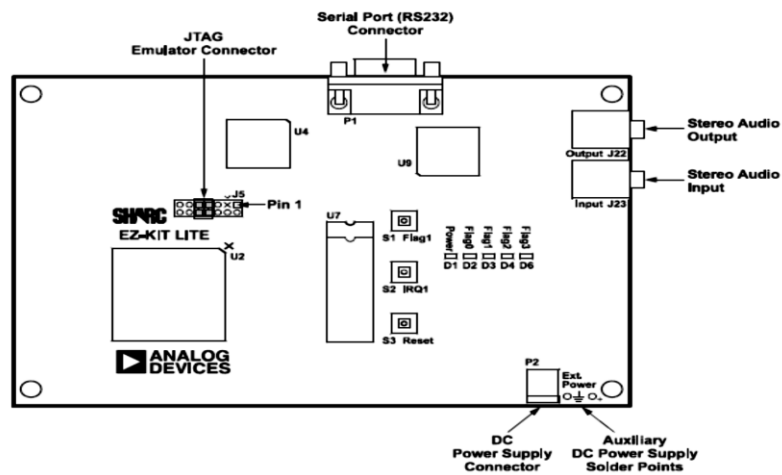 Serial Port (RS232)
Connector
JTAG
Emulator Connector
P1
U4
U9
Stereo Audio
Output
Output J22
Stereo Audio
Input
Input J23
J5
Pin 1
SHARC
EZ-KIT LITE
U2
U7
S1 Flag1
S2 IRQ1
S3 Reset
Power
Flag0
Flag1
Flag2
Flag3
D1 D2 D3 D4 D6
ANALOG
DEVICES
P2
Ext.
Power
DC
Power Supply
Connector
Auxiliary
DC Power Supply
Solder Points